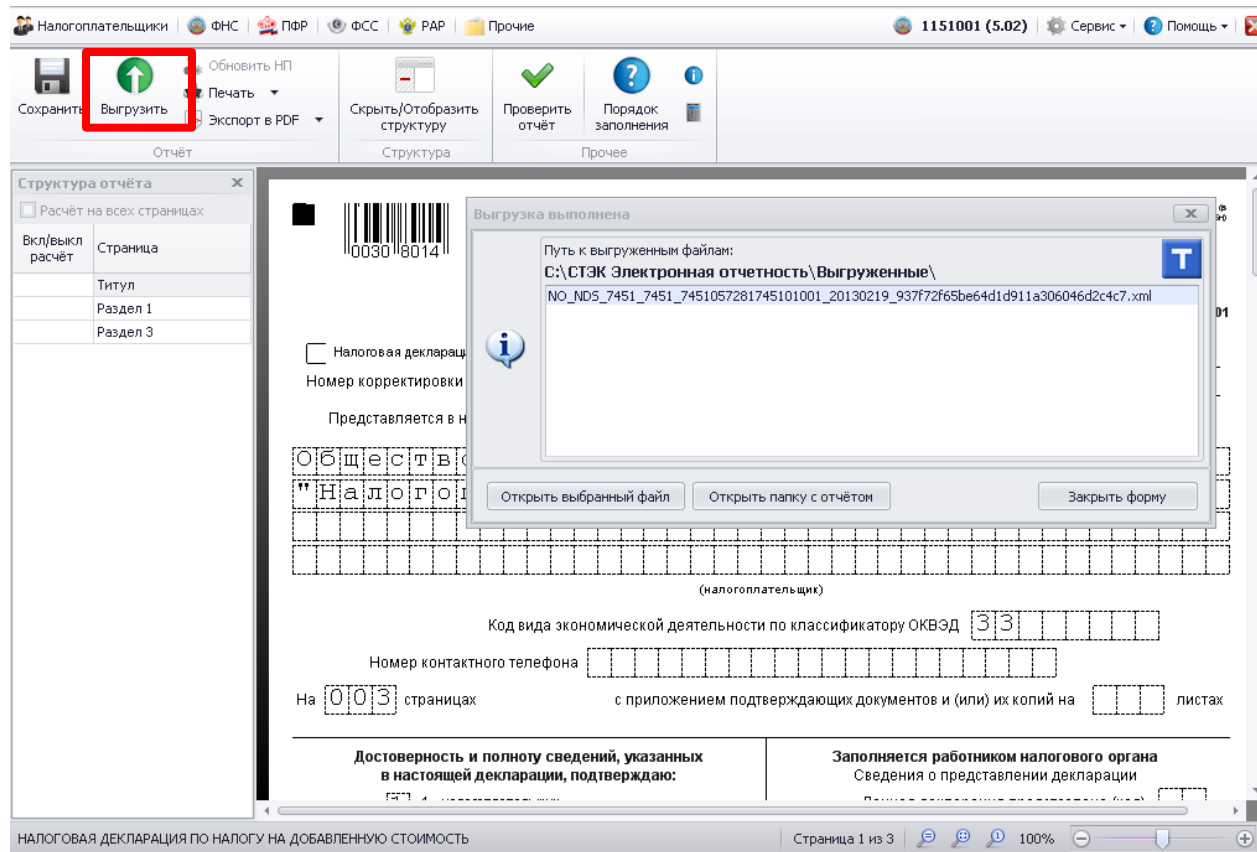 Налогоплательщики ФНС ПФР ФСС РАР Прочие 1151001 (5.02) Сервис Помощь
Сохранить Выгрузить Обновить НП
Печать
Экспорт в PDF
Скрыть/Отобразить структуру
Проверить отчёт
Порядок заполнения
Отчёт Структура Прочее
Структура отчёта
Расчёт на всех страницах
Вкл/выкл расчёт Страница
Титул
Раздел 1
Раздел 3
0030 8014
Выгрузка выполнена
Путь к выгруженным файлам:
C:\СТЭК Электронная отчетность\Выгруженные\
NO_NDS_7451_7451_7451057281745101001_20130219_937f72f65be64d1d911a306046d2c4c7.xml
Открыть выбранный файл Открыть папку с отчётом Закрыть форму
01
Налоговая деклараци
Номер корректировки
Представляется в н
Обществ
"Налого
(налогоплательщик)
Код вида экономической деятельности по классификатору ОКВЭД 33
Номер контактного телефона
На 003 страницах с приложением подтверждающих документов и (или) их копий на листах
Достоверность и полноту сведений, указанных
в настоящей декларации, подтверждаю:
Заполняется работником налогового органа
Сведения о представлении декларации
НАЛОГОВАЯ ДЕКЛАРАЦИЯ ПО НАЛОГУ НА ДОБАВЛЕННУЮ СТОИМОСТЬ Страница 1 из 3 100%